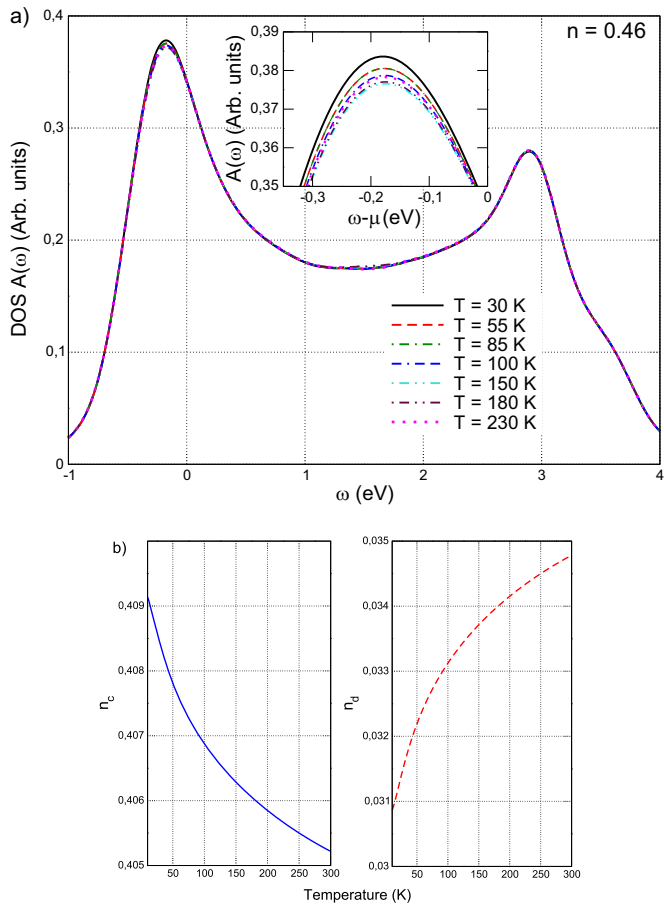 a)
n = 0.46
DOS A(ω) (Arb. units)
0,4
0,3
0,2
0,1
0
-1
0
1
2
3
4
ω (eV)
A(ω) (Arb. units)
0,39
0,38
0,37
0,36
0,35
-0,3
-0,2
-0,1
0
ω-μ(eV)
T = 30 K
T = 55 K
T = 85 K
T = 100 K
T = 150 K
T = 180 K
T = 230 K
b)
n_c
0,409
0,408
0,407
0,406
0,405
50 100 150 200 250 300
n_d
0,035
0,034
0,033
0,032
0,031
0,03
50 100 150 200 250 300
Temperature (K)